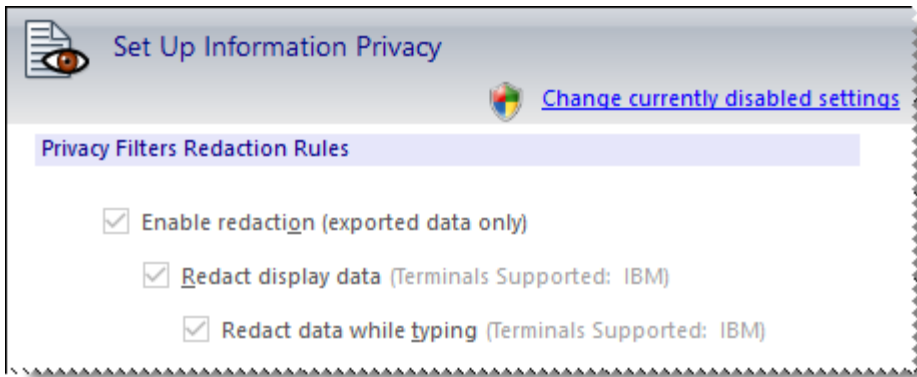 Set Up Information Privacy
Change currently disabled settings
Privacy Filters Redaction Rules
Enable redaction (exported data only)
Redact display data (Terminals Supported: IBM)
Redact data while typing (Terminals Supported: IBM)